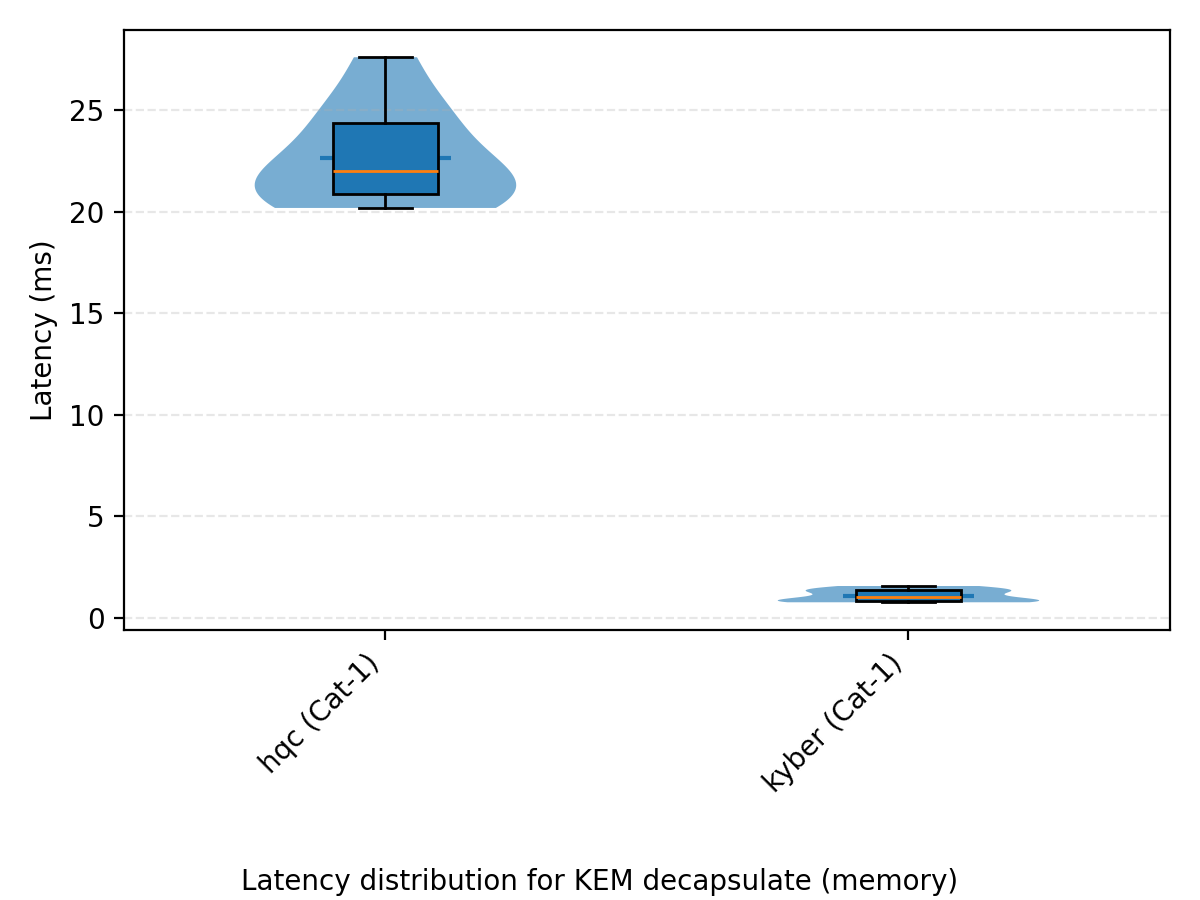 25
20
15
10
5
0
Latency (ms)
hqc (Cat-1)
kyber (Cat-1)
Latency distribution for KEM decapsulate (memory)